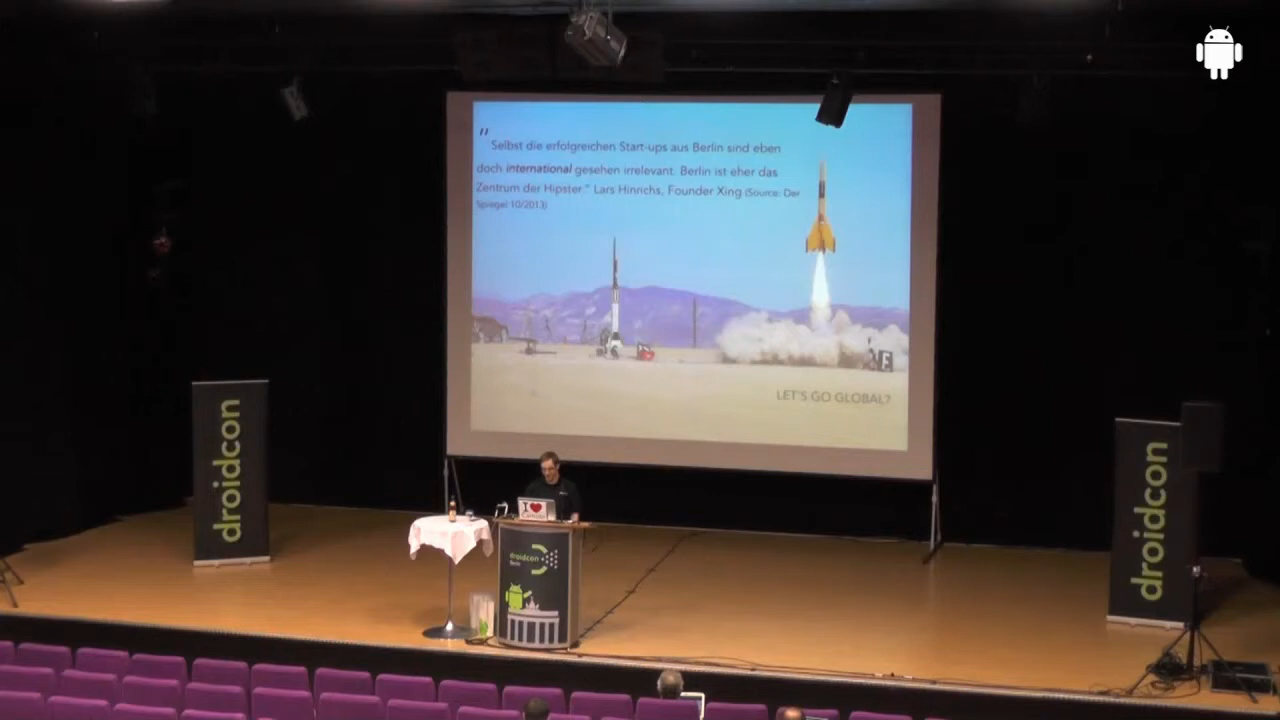 " Selbst die erfolgreichen Start-ups aus Berlin sind eben
doch international gesehen irrelevant. Berlin ist eher das
Zentrum der Hipster." Lars Hinrichs, Founder Xing (Source: Der
Spiegel 10/2013)
F
LET'S GO GLOBAL?
droidcon
droidcon
I
droidcon
Berlin